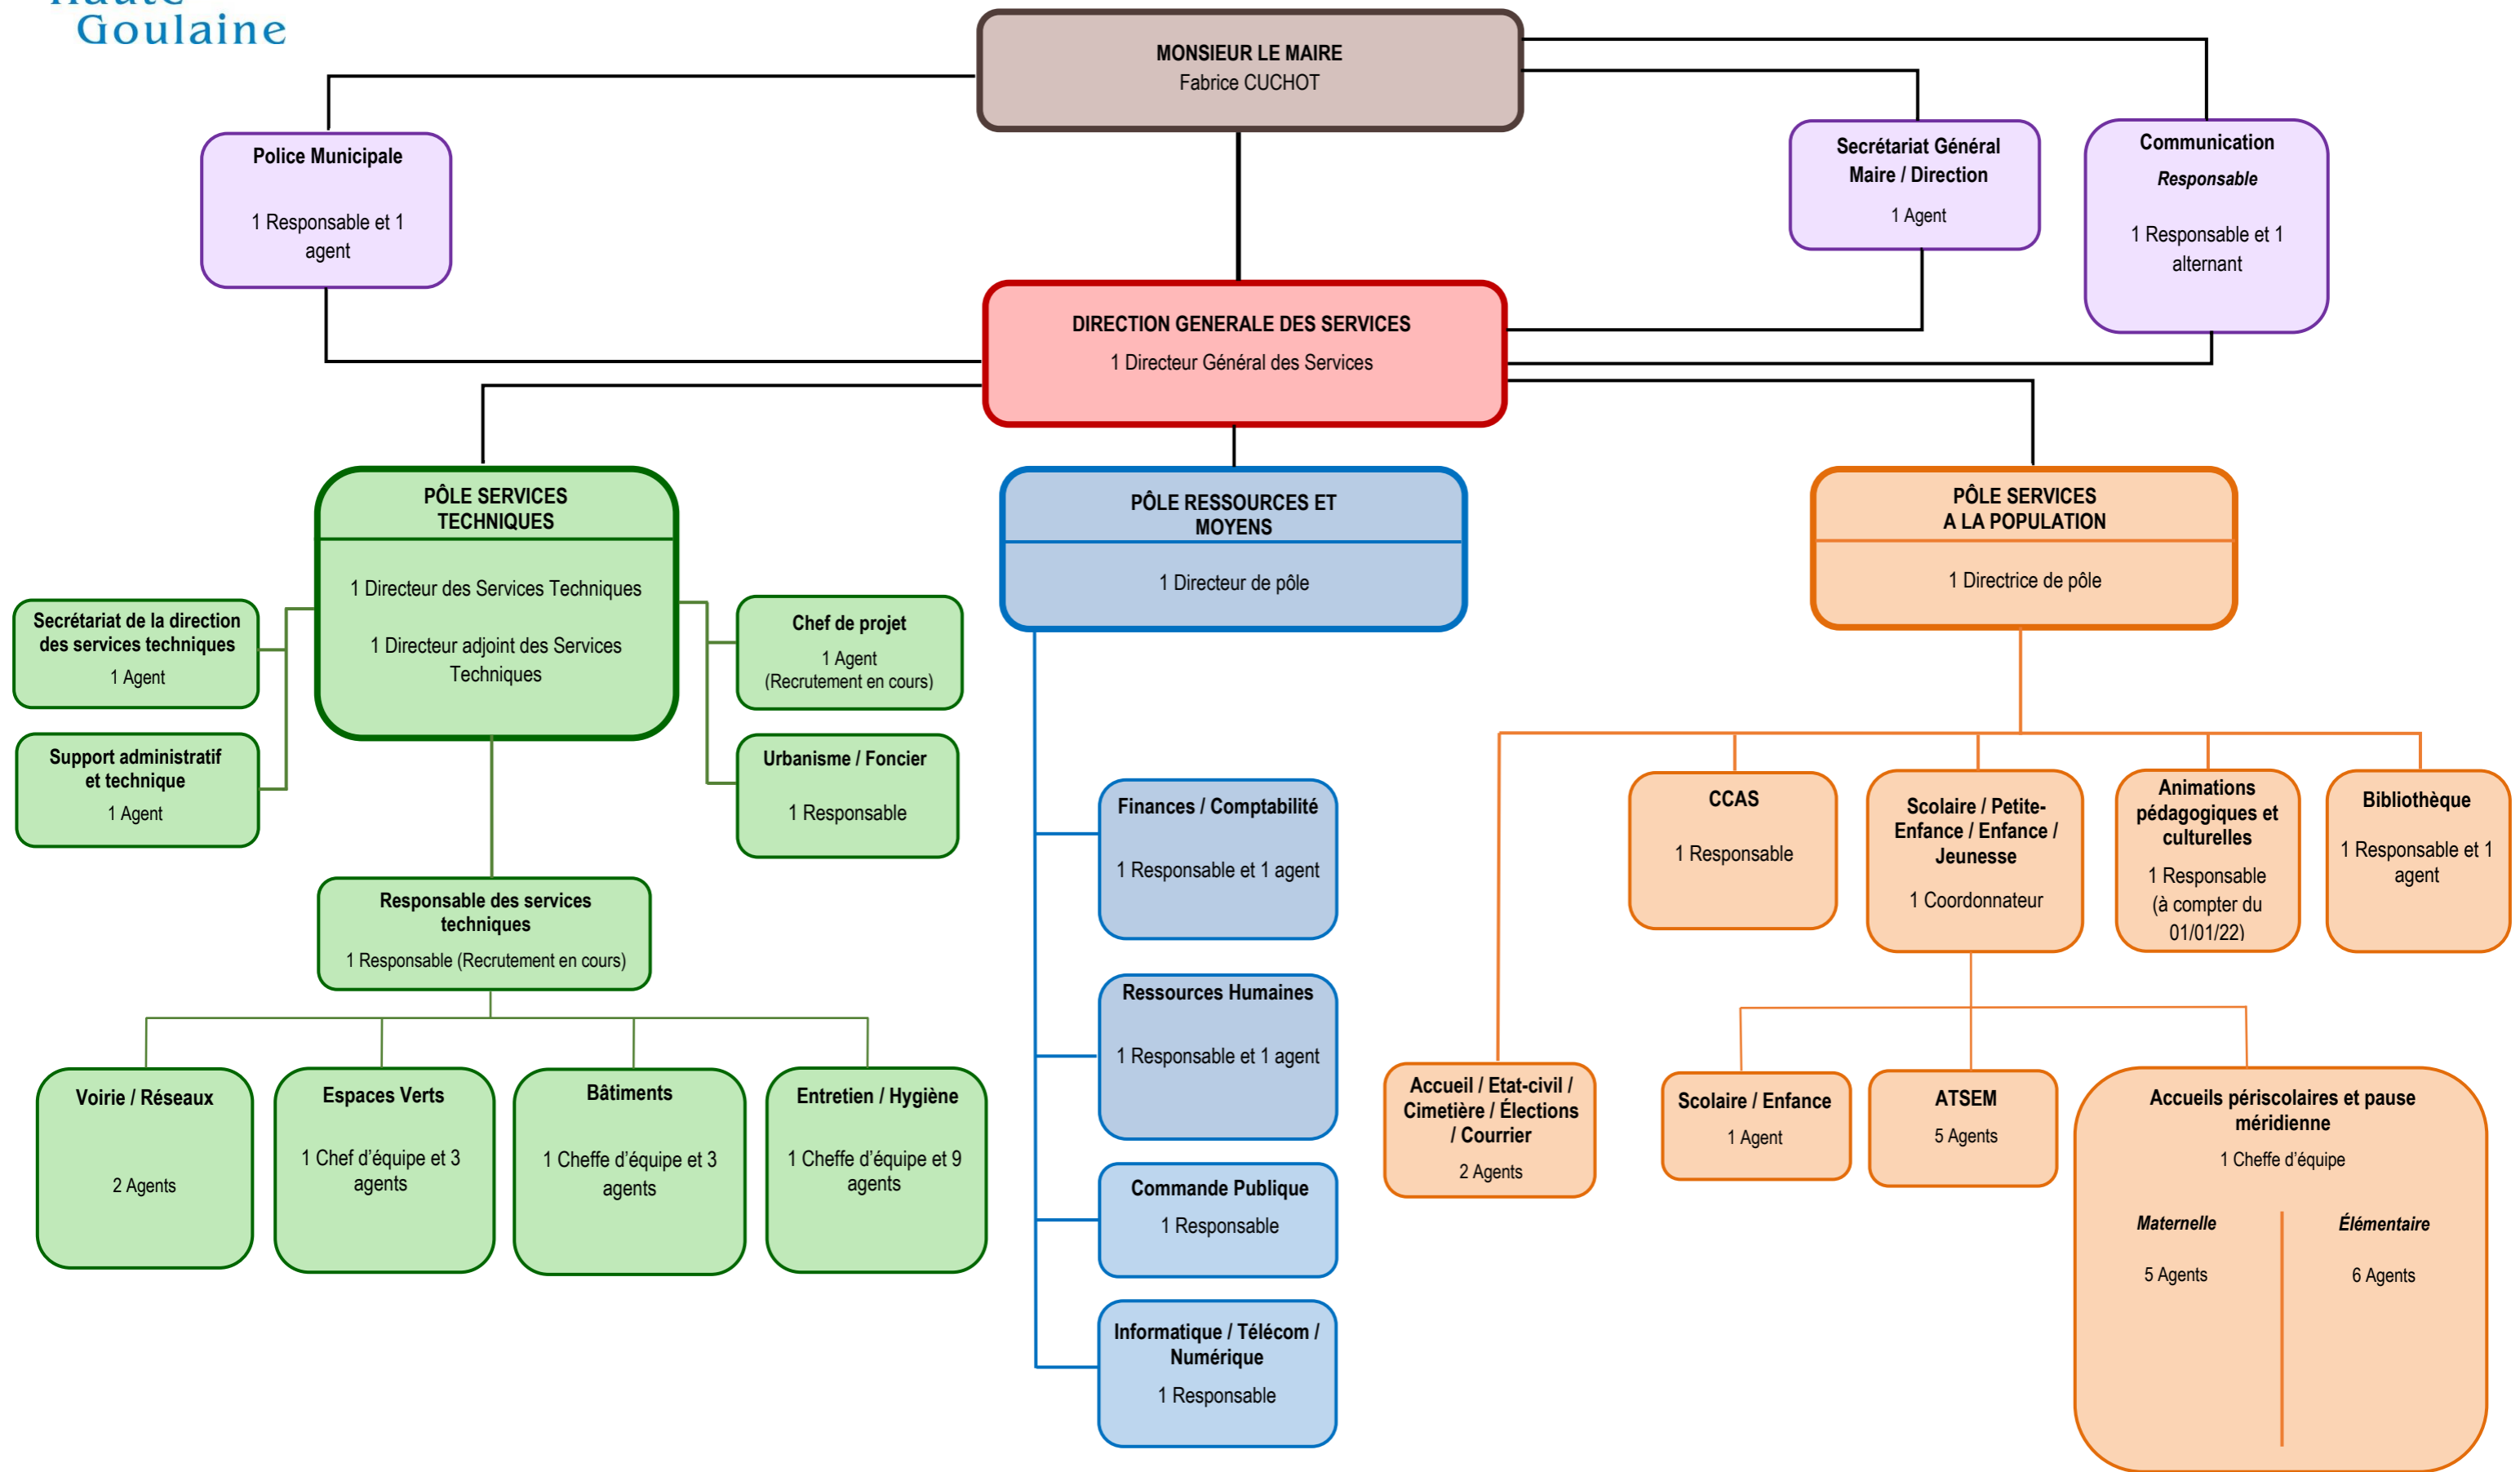 Haute
Goulaine
MONSIEUR LE MAIRE
Fabrice CUCHOT
Police Municipale
1 Responsable et 1
agent
Secrétariat Général
Maire / Direction
1 Agent
Communication
Responsable
1 Responsable et 1
alternant
DIRECTION GENERALE DES SERVICES
1 Directeur Général des Services
PÔLE SERVICES
TECHNIQUES
1 Directeur des Services Techniques
1 Directeur adjoint des Services
Techniques
Secrétariat de la direction
des services techniques
1 Agent
Support administratif
et technique
1 Agent
Chef de projet
1 Agent
(Recrutement en cours)
Urbanisme / Foncier
1 Responsable
Responsable des services
techniques
1 Responsable (Recrutement en cours)
Voirie / Réseaux
2 Agents
Espaces Verts
1 Chef d’équipe et 3
agents
Bâtiments
1 Cheffe d’équipe et 3
agents
Entretien / Hygiène
1 Cheffe d’équipe et 9
agents
PÔLE RESSOURCES ET
MOYENS
1 Directeur de pôle
Finances / Comptabilité
1 Responsable et 1 agent
Ressources Humaines
1 Responsable et 1 agent
Commande Publique
1 Responsable
Informatique / Télécom /
Numérique
1 Responsable
PÔLE SERVICES
A LA POPULATION
1 Directrice de pôle
Accueil / Etat-civil /
Cimetière / Élections
/ Courrier
2 Agents
CCAS
1 Responsable
Scolaire / Petite-
Enfance / Enfance /
Jeunesse
1 Coordonnateur
Animations
pédagogiques et
culturelles
1 Responsable
(à compter du
01/01/22)
Bibliothèque
1 Responsable et 1
agent
Scolaire / Enfance
1 Agent
ATSEM
5 Agents
Accueils périscolaires et pause
méridienne
1 Cheffe d’équipe
Maternelle
5 Agents
Élémentaire
6 Agents